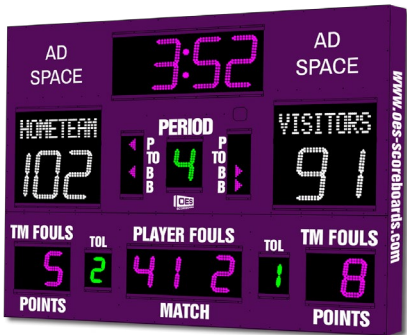 AD
SPACE
3:52
AD
SPACE
HOMETEAM
102
PERIOD
P
TO
B
B
4
P
TO
B
B
OES
VISITORS
91
www.oes-scoreboards.com
TM FOULS
5
POINTS
TOL
2
PLAYER FOULS
41 2
MATCH
TOL
1
TM FOULS
8
POINTS